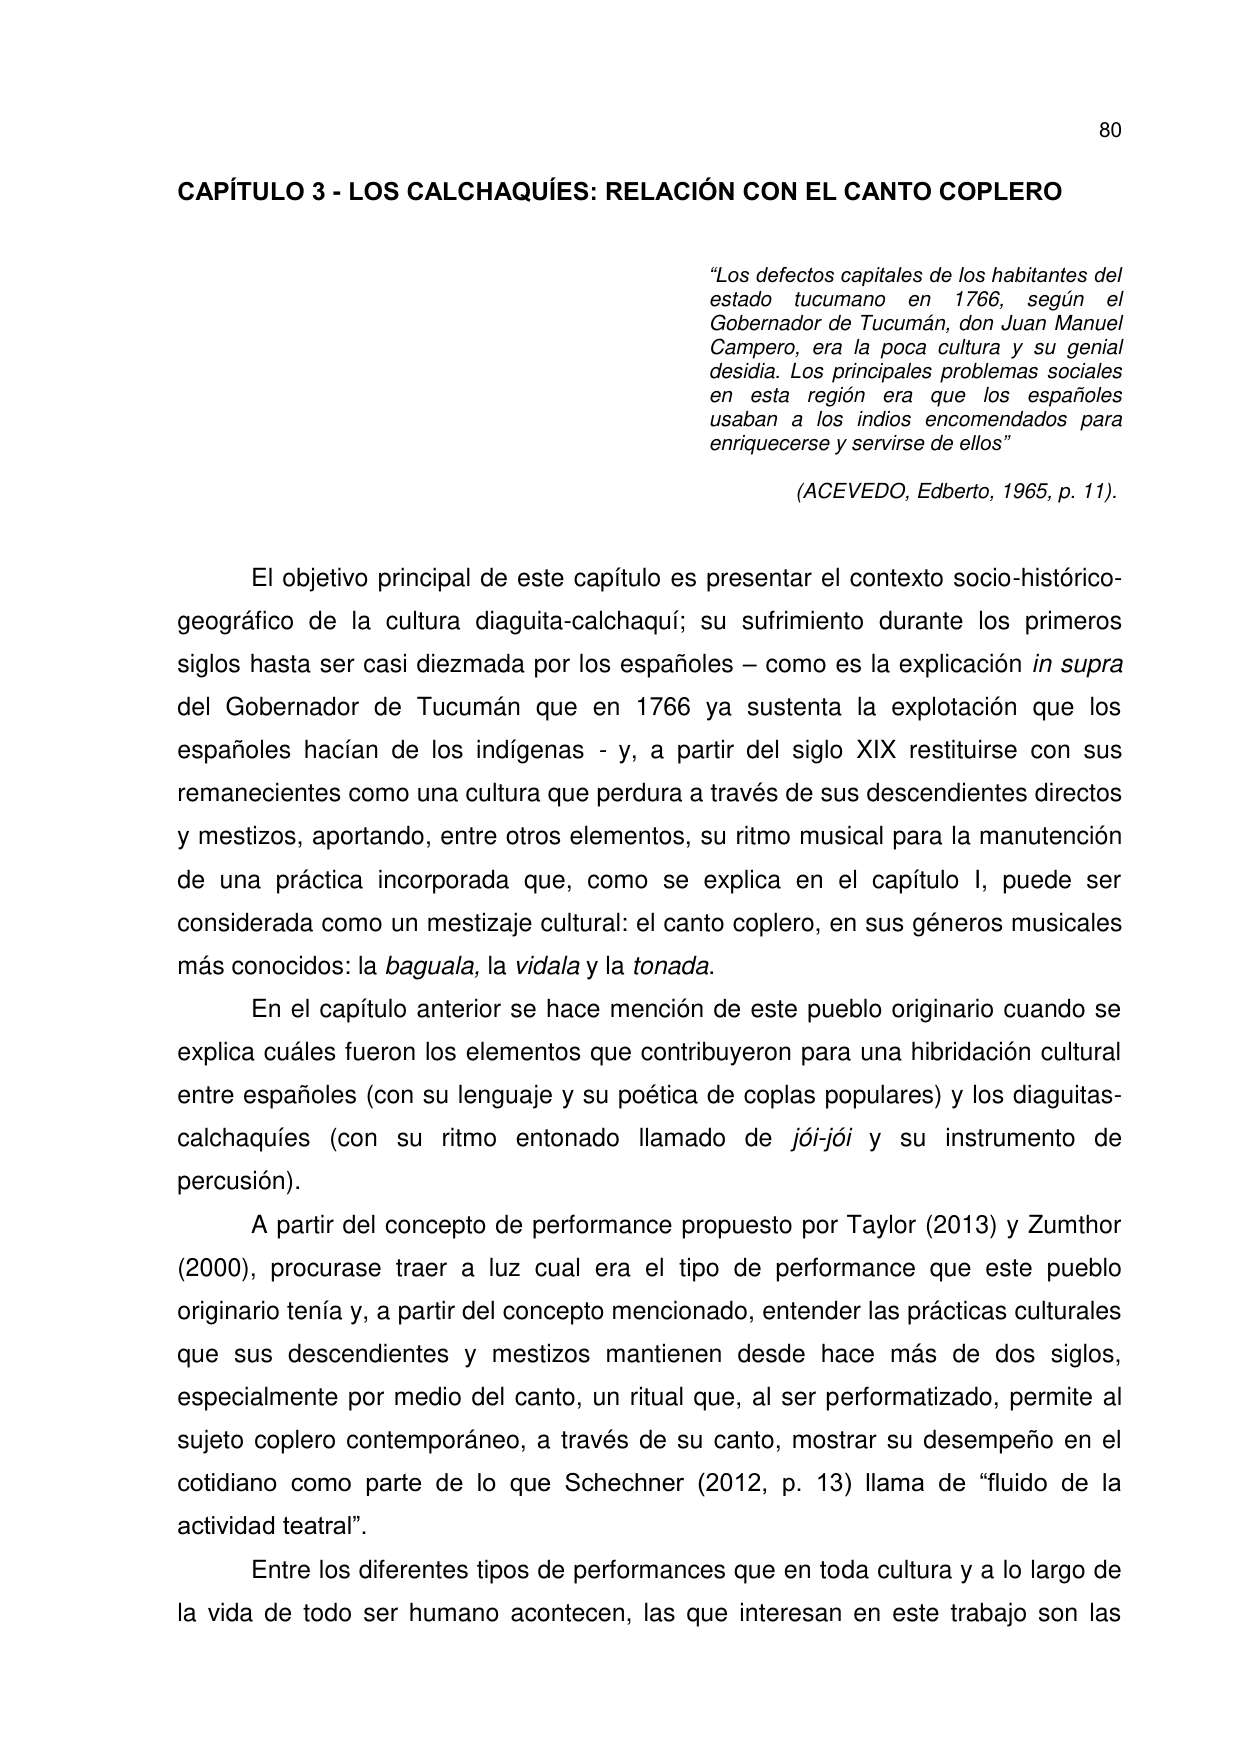 80
CAPÍTULO 3 - LOS CALCHAQUÍES: RELACIÓN CON EL CANTO COPLERO
“Los defectos capitales de los habitantes del
estado tucumano en 1766, según el
Gobernador de Tucumán, don Juan Manuel
Campero, era la poca cultura y su genial
desidia. Los principales problemas sociales
en esta región era que los españoles
usaban a los indios encomendados para
enriquecerse y servirse de ellos”
(ACEVEDO, Edberto, 1965, p. 11).
El objetivo principal de este capítulo es presentar el contexto socio-histórico-
geográfico de la cultura diaguita-calchaquí; su sufrimiento durante los primeros
siglos hasta ser casi diezmada por los españoles – como es la explicación in supra
del Gobernador de Tucumán que en 1766 ya sustenta la explotación que los
españoles hacían de los indígenas - y, a partir del siglo XIX restituirse con sus
remanecientes como una cultura que perdura a través de sus descendientes directos
y mestizos, aportando, entre otros elementos, su ritmo musical para la manutención
de una práctica incorporada que, como se explica en el capítulo I, puede ser
considerada como un mestizaje cultural: el canto coplero, en sus géneros musicales
más conocidos: la baguala, la vidala y la tonada.
En el capítulo anterior se hace mención de este pueblo originario cuando se
explica cuáles fueron los elementos que contribuyeron para una hibridación cultural
entre españoles (con su lenguaje y su poética de coplas populares) y los diaguitas-
calchaquíes (con su ritmo entonado llamado de jói-jói y su instrumento de
percusión).
A partir del concepto de performance propuesto por Taylor (2013) y Zumthor
(2000), procurase traer a luz cual era el tipo de performance que este pueblo
originario tenía y, a partir del concepto mencionado, entender las prácticas culturales
que sus descendientes y mestizos mantienen desde hace más de dos siglos,
especialmente por medio del canto, un ritual que, al ser performatizado, permite al
sujeto coplero contemporáneo, a través de su canto, mostrar su desempeño en el
cotidiano como parte de lo que Schechner (2012, p. 13) llama de “fluido de la
actividad teatral”.
Entre los diferentes tipos de performances que en toda cultura y a lo largo de
la vida de todo ser humano acontecen, las que interesan en este trabajo son las